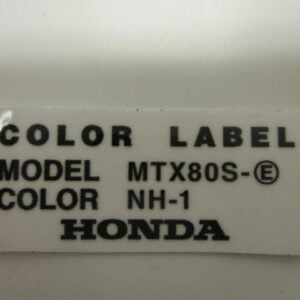 COLOR LABEL
MODEL MTX80S-Ⓔ
COLOR NH-1
HONDA